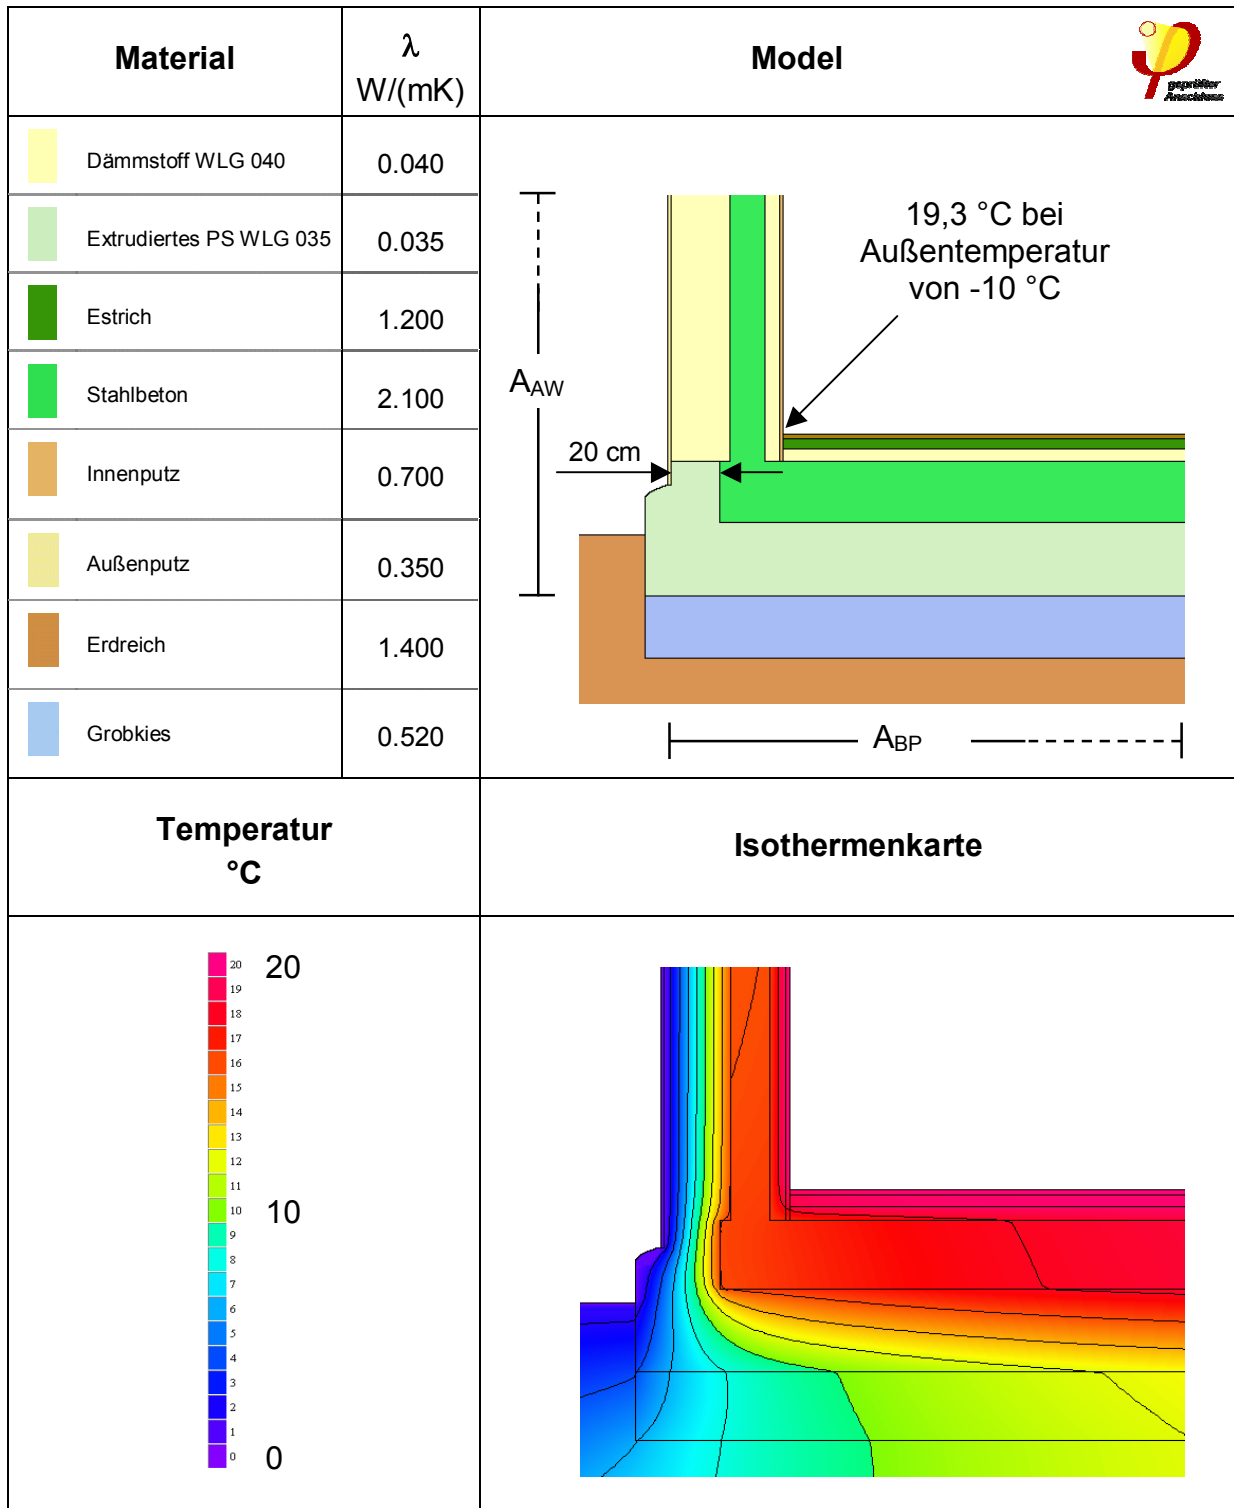 Material
λ
W/(mK)
Model
geprüfter
Anschluss
Dämmstoff WLG 040
0.040
Extrudiertes PS WLG 035
0.035
Estrich
1.200
Stahlbeton
2.100
Innenputz
0.700
Außenputz
0.350
Erdreich
1.400
Grobkies
0.520
19,3 °C bei
Außentemperatur
von -10 °C
AAW
20 cm
ABP
Temperatur
°C
Isothermenkarte
20
19
18
17
16
15
14
13
12
11
10
9
8
7
6
5
4
3
2
1
0
20
10
0